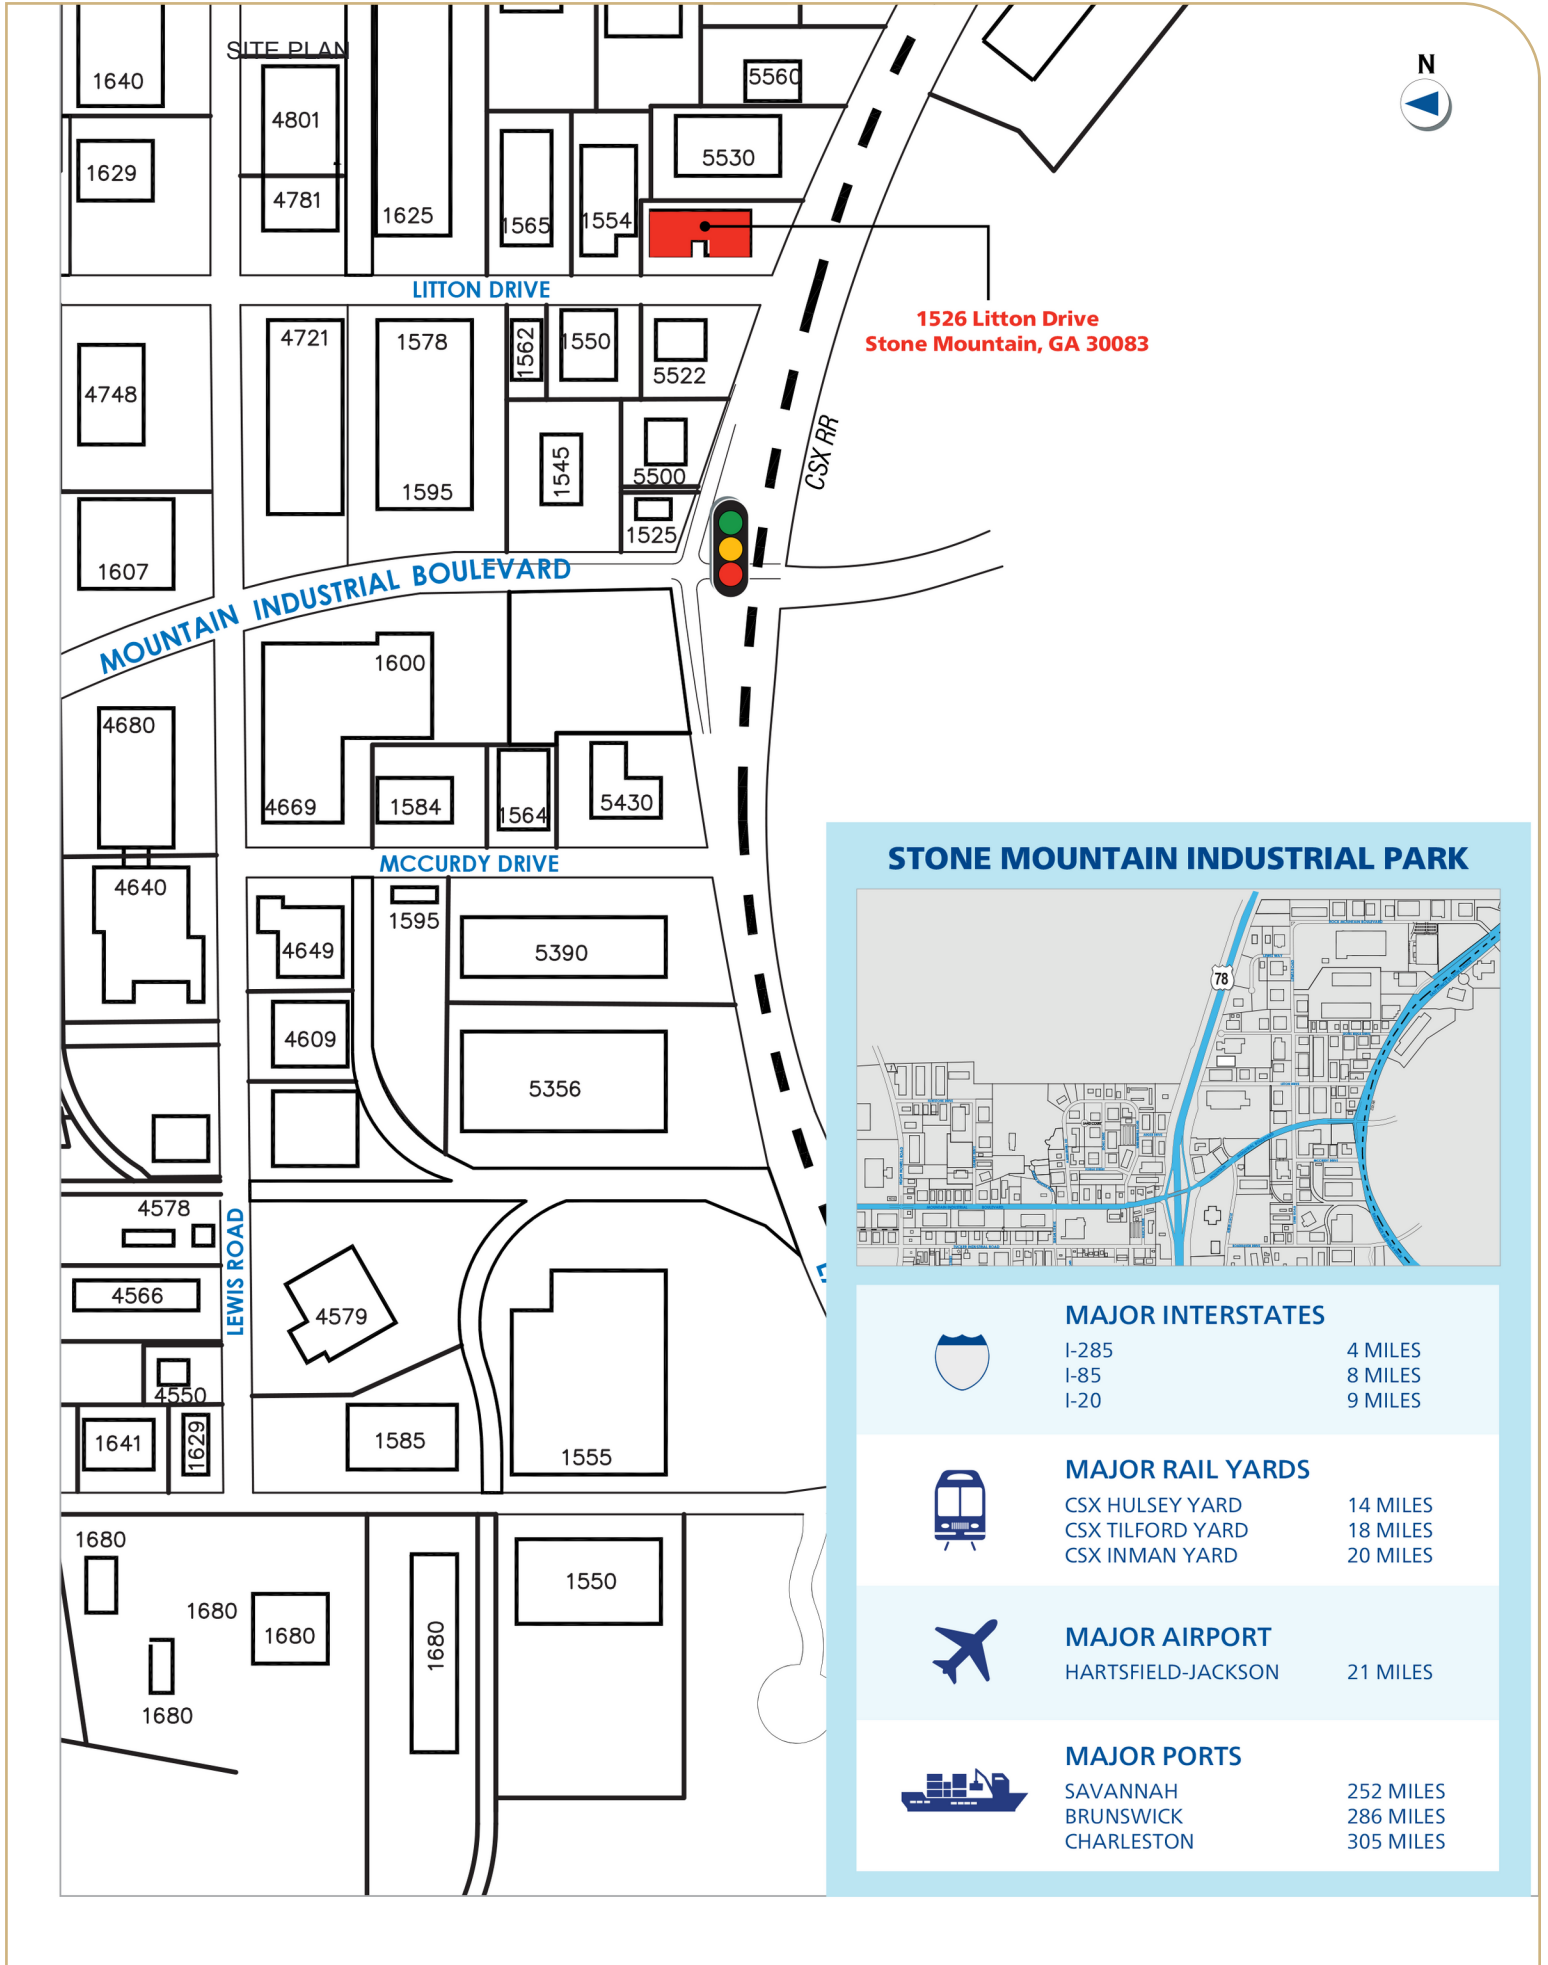 SITE PLAN
N
1640
4801
5560
1629
4781
1625
1565
1554
5530
LITTON DRIVE
1526 Litton Drive
Stone Mountain, GA 30083
4721
1578
1562
1550
5522
4748
1545
5500
CSX RR
1595
1525
1607
MOUNTAIN INDUSTRIAL BOULEVARD
1600
4680
4669
1584
1564
5430
MCCURDY DRIVE
4640
4649
1595
5390
4609
5356
4578
LEWIS ROAD
4566
4579
4550
1641
1629
1585
1555
1680
1680
1680
1680
1680
1550
STONE MOUNTAIN INDUSTRIAL PARK
78
MAJOR INTERSTATES
I-285 4 MILES
I-85 8 MILES
I-20 9 MILES
MAJOR RAIL YARDS
CSX HULSEY YARD 14 MILES
CSX TILFORD YARD 18 MILES
CSX INMAN YARD 20 MILES
MAJOR AIRPORT
HARTSFIELD-JACKSON 21 MILES
MAJOR PORTS
SAVANNAH 252 MILES
BRUNSWICK 286 MILES
CHARLESTON 305 MILES